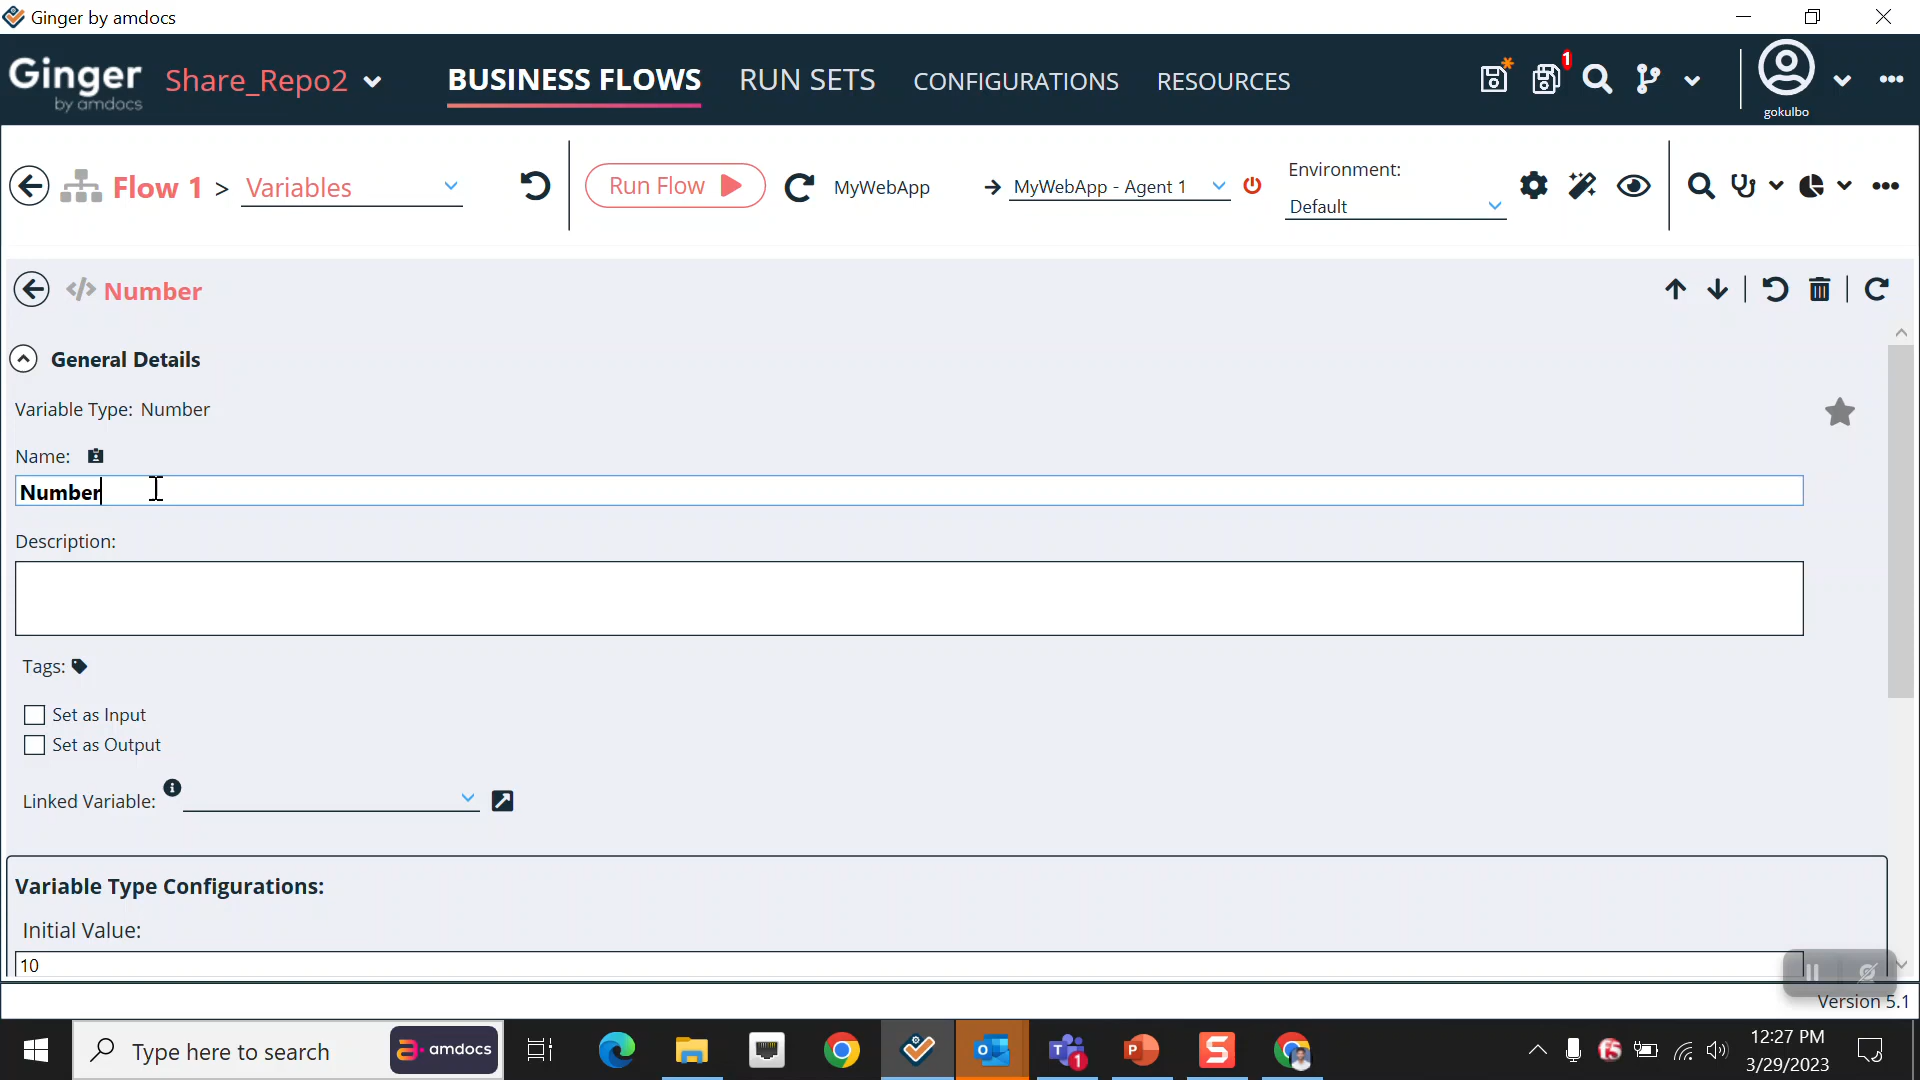 Ginger by amdocs
Ginger
by amdocs
Share_Repo2
BUSINESS FLOWS
RUN SETS
CONFIGURATIONS
RESOURCES
1
gokulbo
Flow 1 > Variables
Run Flow
MyWebApp
MyWebApp - Agent 1
Environment:
Default
</> Number
General Details
Variable Type: Number
Name:
Number
Description:
Tags:
Set as Input
Set as Output
Linked Variable:
Variable Type Configurations:
Initial Value:
10
Version 5.1
Type here to search
amdocs
12:27 PM
3/29/2023